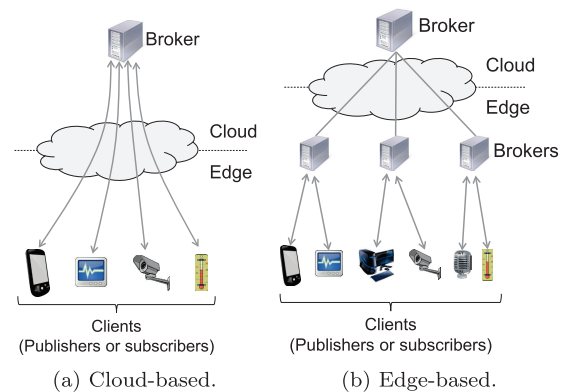 Broker
Cloud
Edge
Clients
(Publishers or subscribers)
(a) Cloud-based.
Broker
Cloud
Edge
Brokers
Clients
(Publishers or subscribers)
(b) Edge-based.